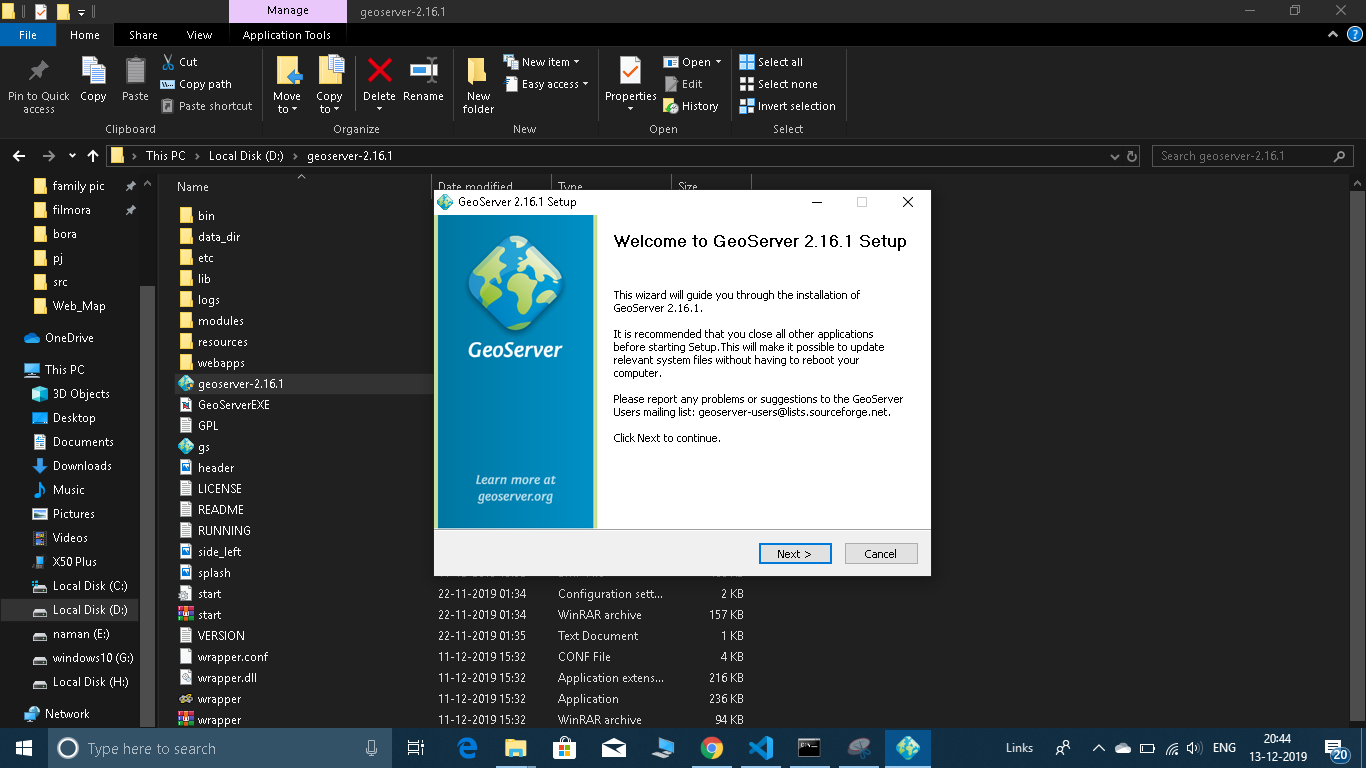 Manage
geoserver-2.16.1
File
Home
Share
View
Application Tools
Pin to Quick access
Copy
Paste
Cut
Copy path
Paste shortcut
Clipboard
Move to
Copy to
Delete
Rename
Organize
New folder
New item
Easy access
New
Properties
Open
Edit
History
Open
Select all
Select none
Invert selection
Select
This PC
Local Disk (D:)
geoserver-2.16.1
Search geoserver-2.16.1
family pic
filmora
bora
pj
src
Web_Map
OneDrive
This PC
3D Objects
Desktop
Documents
Downloads
Music
Pictures
Videos
X50 Plus
Local Disk (C:)
Local Disk (D:)
naman (E:)
windows10 (G:)
Local Disk (H:)
Network
Name
Date modified
Type
Size
bin
data_dir
etc
lib
logs
modules
resources
webapps
geoserver-2.16.1
GeoServerEXE
GPL
gs
header
LICENSE
README
RUNNING
side_left
splash
start 22-11-2019 01:34 Configuration sett... 2 KB
start 22-11-2019 01:34 WinRAR archive 157 KB
VERSION 22-11-2019 01:35 Text Document 1 KB
wrapper.conf 11-12-2019 15:32 CONF File 4 KB
wrapper.dll 11-12-2019 15:32 Application extens... 216 KB
wrapper 11-12-2019 15:32 Application 236 KB
wrapper 11-12-2019 15:32 WinRAR archive 94 KB
GeoServer 2.16.1 Setup
GeoServer
Learn more at
geoserver.org
Welcome to GeoServer 2.16.1 Setup
This wizard will guide you through the installation of
GeoServer 2.16.1.
It is recommended that you close all other applications
before starting Setup.This will make it possible to update
relevant system files without having to reboot your
computer.
Please report any problems or suggestions to the GeoServer
Users mailing list: geoserver-users@lists.sourceforge.net.
Click Next to continue.
Next >
Cancel
Type here to search
Links
ENG
20:44
13-12-2019
20